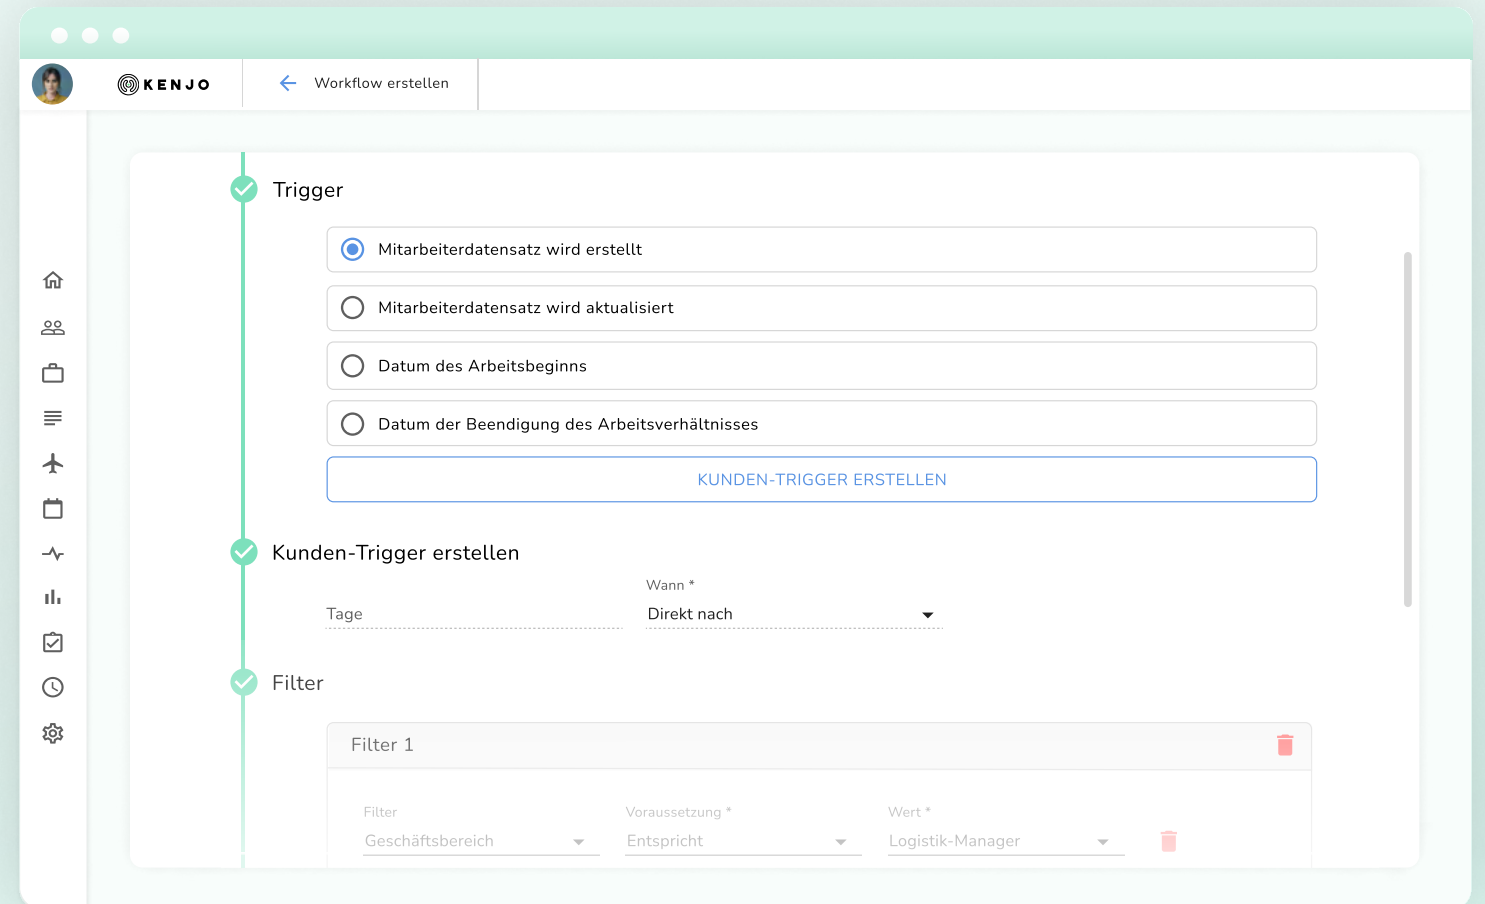 KENJO
Workflow erstellen
Trigger
Mitarbeiterdatensatz wird erstellt
Mitarbeiterdatensatz wird aktualisiert
Datum des Arbeitsbeginns
Datum der Beendigung des Arbeitsverhältnisses
KUNDEN-TRIGGER ERSTELLEN
Kunden-Trigger erstellen
Wann *
Tage Direkt nach
Filter
Filter 1
Filter Voraussetzung * Wert *
Geschäftsbereich Entspricht Logistik-Manager